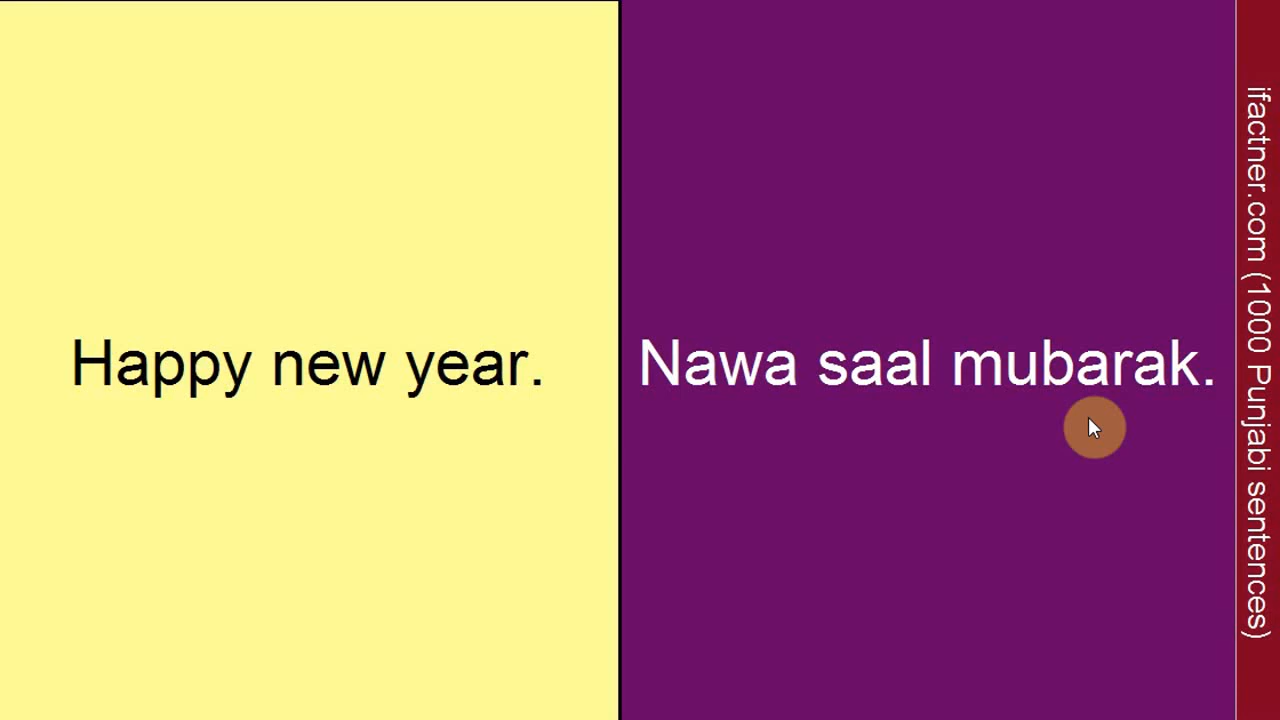 Happy new year.
Nawa saal mubarak.
ifactner.com (1000 Punjabi sentences)